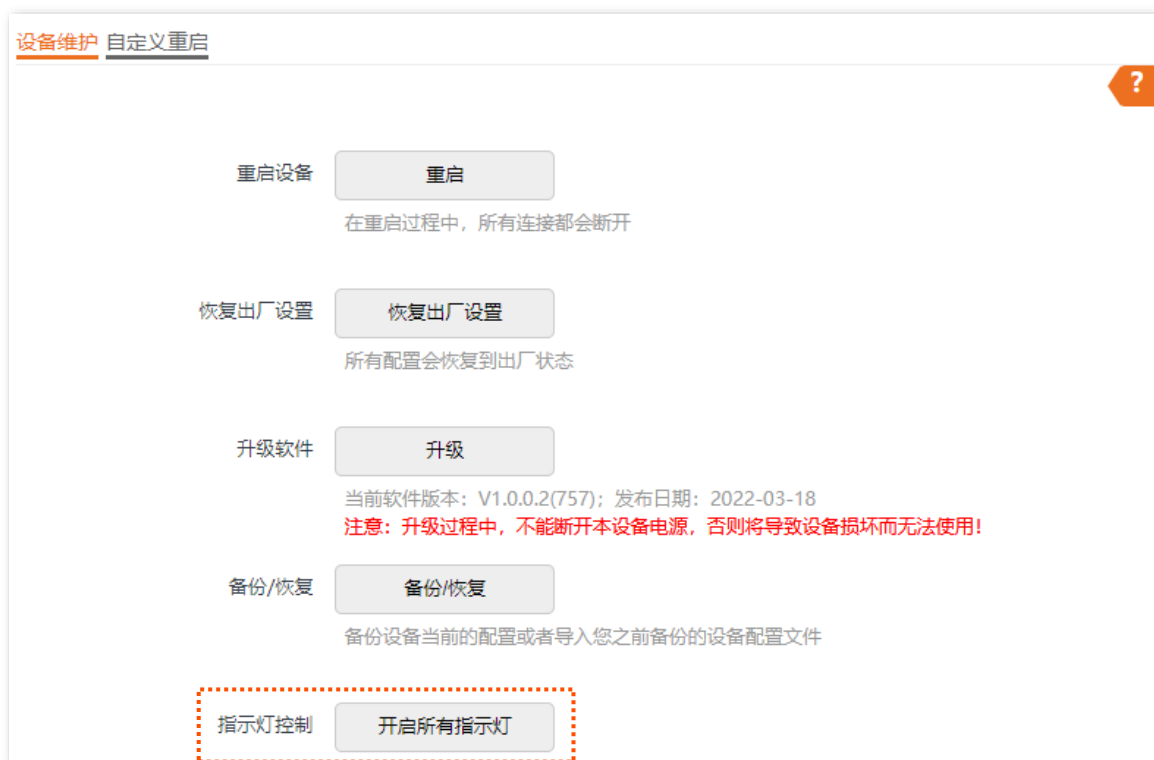 设备维护 自定义重启
?
重启设备 重启
在重启过程中，所有连接都会断开
恢复出厂设置 恢复出厂设置
所有配置会恢复到出厂状态
升级软件 升级
当前软件版本：V1.0.0.2(757)；发布日期：2022-03-18
注意：升级过程中，不能断开本设备电源，否则将导致设备损坏而无法使用！
备份/恢复 备份/恢复
备份设备当前的配置或者导入您之前备份的设备配置文件
指示灯控制 开启所有指示灯